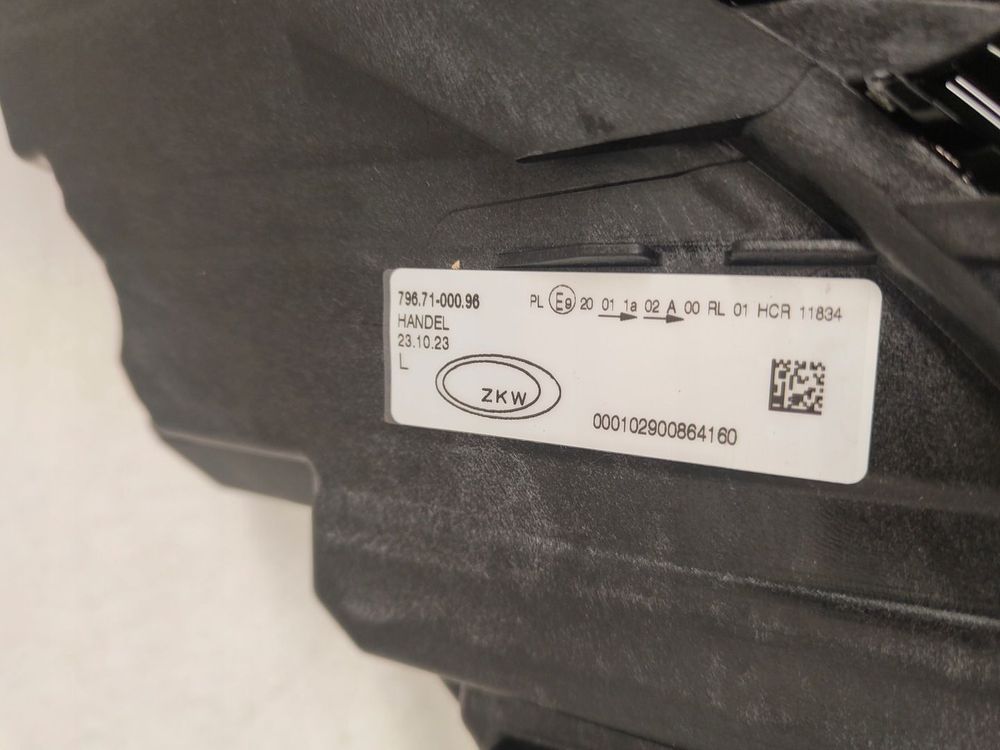 796.71-000.96
HANDEL
23.10.23
L
PL E9 20 01 1a 02 A 00 RL 01 HCR 11834
ZKW
000102900864160